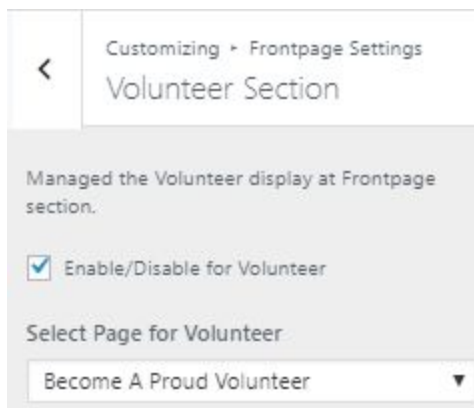 Customizing ▸ Frontpage Settings
Volunteer Section
Managed the Volunteer display at Frontpage
section.
Enable/Disable for Volunteer
Select Page for Volunteer
Become A Proud Volunteer